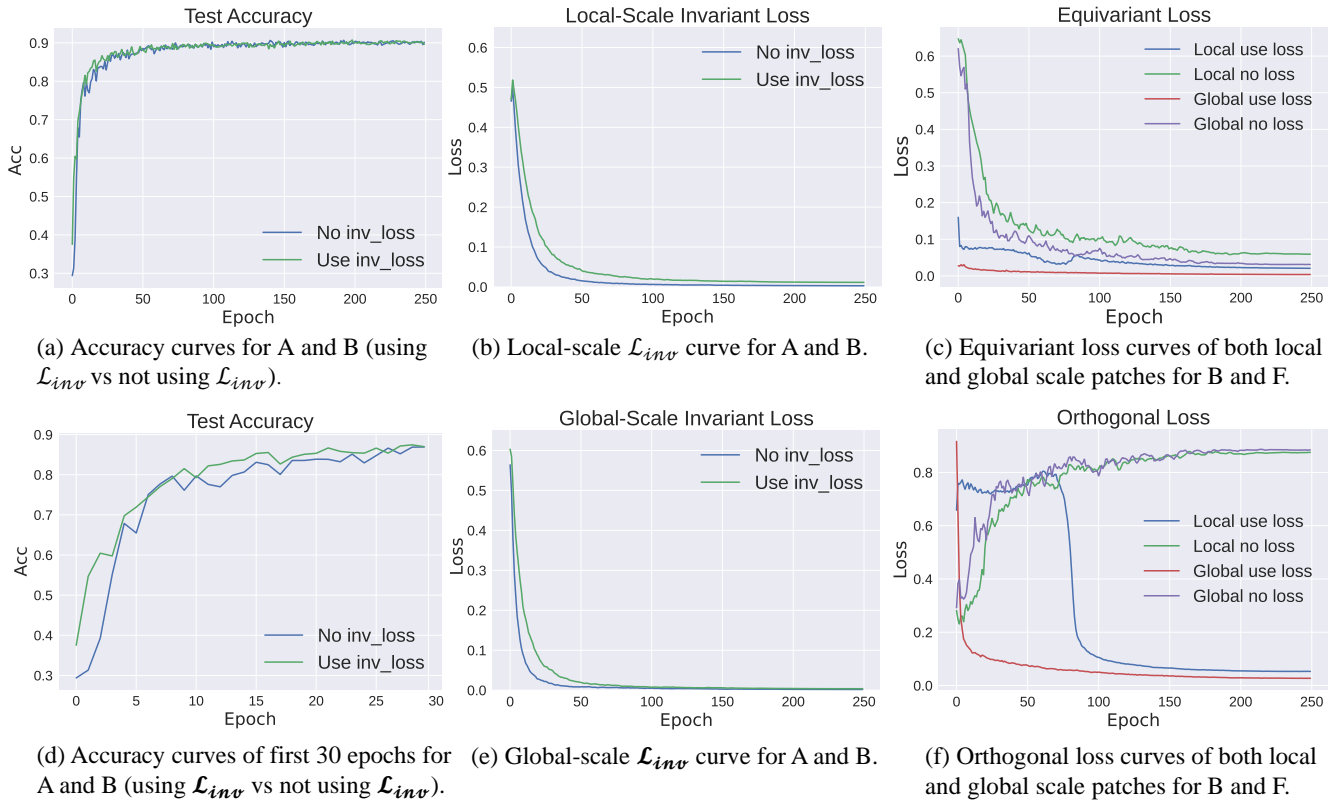 Test Accuracy
Acc
0.9
0.8
0.7
0.6
0.5
0.4
0.3
No inv_loss
Use inv_loss
0 50 100 150 200 250
Epoch
(a) Accuracy curves for A and B (using
ℒ𝑖𝑛𝑣 vs not using ℒ𝑖𝑛𝑣).
Local-Scale Invariant Loss
Loss
0.6
0.5
0.4
0.3
0.2
0.1
0.0
No inv_loss
Use inv_loss
0 50 100 150 200 250
Epoch
(b) Local-scale ℒ𝑖𝑛𝑣 curve for A and B.
Equivariant Loss
Loss
0.6
0.5
0.4
0.3
0.2
0.1
0.0
Local use loss
Local no loss
Global use loss
Global no loss
0 50 100 150 200 250
Epoch
(c) Equivariant loss curves of both local
and global scale patches for B and F.
Test Accuracy
Acc
0.9
0.8
0.7
0.6
0.5
0.4
0.3
No inv_loss
Use inv_loss
0 5 10 15 20 25 30
Epoch
(d) Accuracy curves of first 30 epochs for
A and B (using ℒ𝑖𝑛𝑣 vs not using ℒ𝑖𝑛𝑣).
Global-Scale Invariant Loss
Loss
0.6
0.5
0.4
0.3
0.2
0.1
0.0
No inv_loss
Use inv_loss
0 50 100 150 200 250
Epoch
(e) Global-scale ℒ𝑖𝑛𝑣 curve for A and B.
Orthogonal Loss
Loss
0.8
0.6
0.4
0.2
0.0
Local use loss
Local no loss
Global use loss
Global no loss
0 50 100 150 200 250
Epoch
(f) Orthogonal loss curves of both local
and global scale patches for B and F.